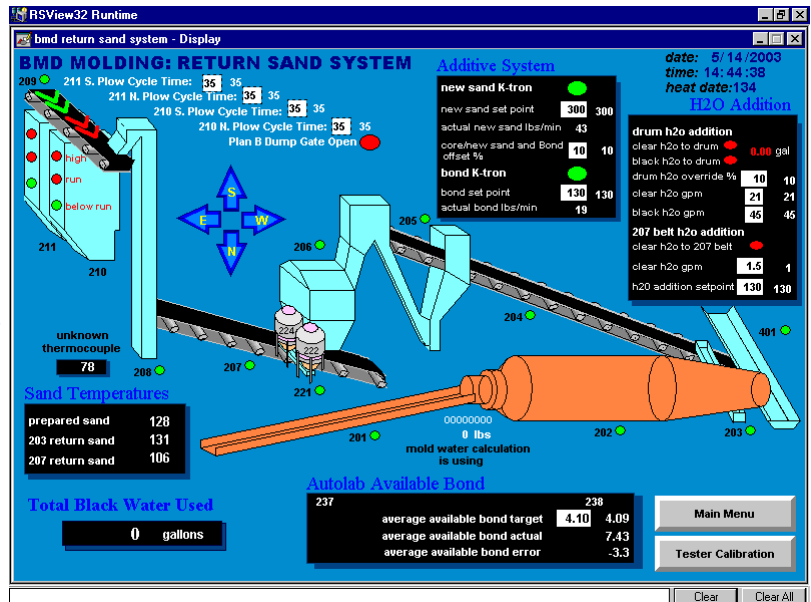 RSView32 Runtime
bmd return sand system - Display
BMD MOLDING: RETURN SAND SYSTEM
date: 5/14/2003
time: 14:44:38
heat date:134
209
211 S. Plow Cycle Time: 35 35
211 N. Plow Cycle Time: 35 35
210 S. Plow Cycle Time: 35 35
210 N. Plow Cycle Time: 35 35
Plan B Dump Gate Open
high
run
below run
211
210
S
E
W
N
Additive System
new sand K-tron
new sand set point 300 300
actual new sand lbs/min 43
core/new sand and Bond
offset % 10 10
bond K-tron
bond set point 130 130
actual bond lbs/min 19
H2O Addition
drum h2o addition
clear h2o to drum 0.00 gal
black h2o to drum
drum h2o override % 10 10
clear h2o gpm 21 21
black h2o gpm 45 45
207 belt h2o addition
clear h2o to 207 belt
clear h2o gpm 1.5 1
h20 addition setpoint 130 130
205
206
204
401
224
222
unknown
thermocouple
78
208
207
221
201
202
203
00000000
0 lbs
mold water calculation
is using
Sand Temperatures
prepared sand 128
203 return sand 131
207 return sand 106
Total Black Water Used
0 gallons
Autolab Available Bond
237 238
average available bond target 4.10 4.09
average available bond actual 7.43
average available bond error -3.3
Main Menu
Tester Calibration
Clear
Clear All